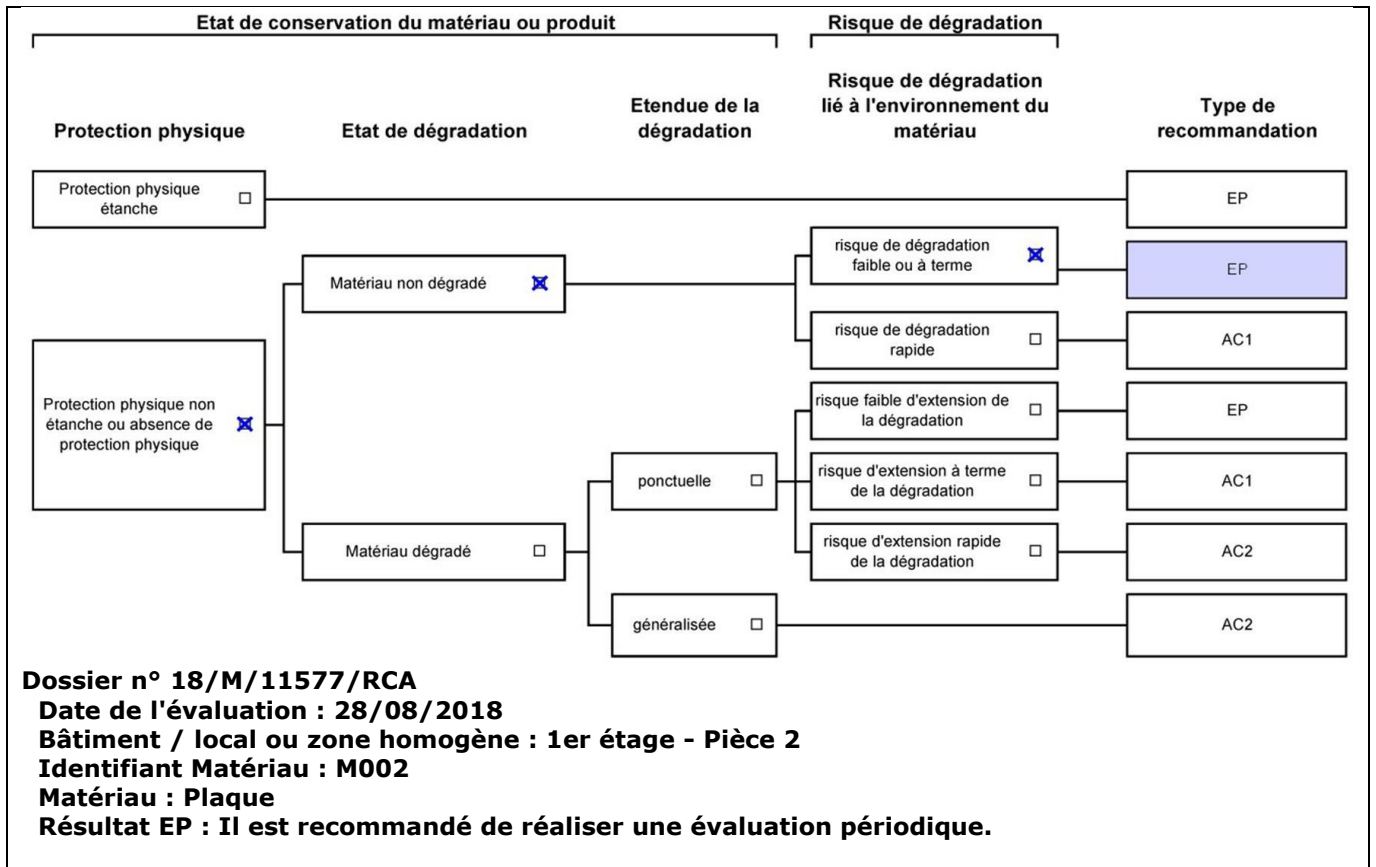 Etat de conservation du matériau ou produit
Risque de dégradation
Protection physique
Etat de dégradation
Etendue de la
dégradation
Risque de dégradation
lié à l'environnement du
matériau
Type de
recommandation
Protection physique
étanche
EP
Matériau non dégradé
risque de dégradation
faible ou à terme
EP
risque de dégradation
rapide
AC1
Protection physique non
étanche ou absence de
protection physique
risque faible d'extension de
la dégradation
EP
ponctuelle
risque d'extension à terme
de la dégradation
AC1
Matériau dégradé
risque d'extension rapide
de la dégradation
AC2
généralisée
AC2
Dossier n° 18/M/11577/RCA
Date de l'évaluation : 28/08/2018
Bâtiment / local ou zone homogène : 1er étage - Pièce 2
Identifiant Matériau : M002
Matériau : Plaque
Résultat EP : Il est recommandé de réaliser une évaluation périodique.